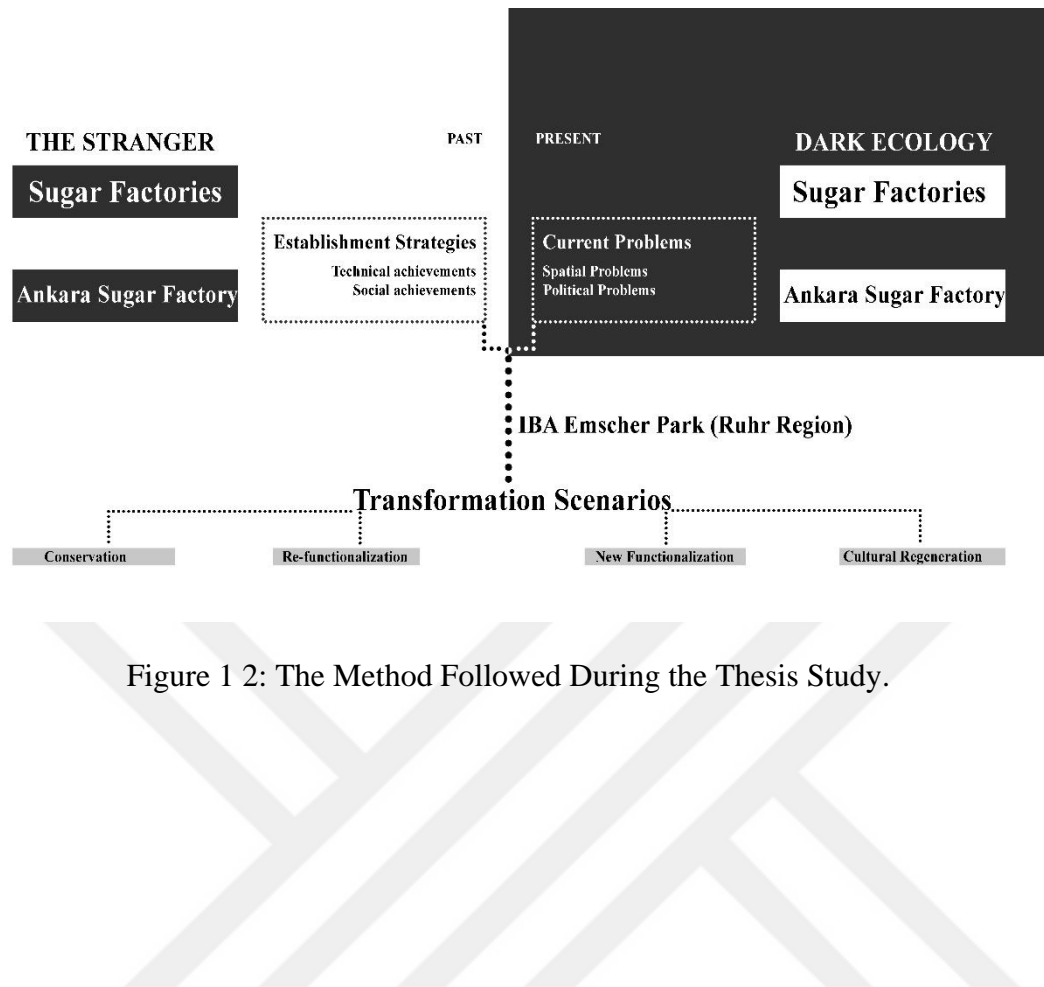 THE STRANGER
Sugar Factories
Ankara Sugar Factory
PAST
Establishment Strategies
Technical achievements
Social achievements
PRESENT
Current Problems
Spatial Problems
Political Problems
DARK ECOLOGY
Sugar Factories
Ankara Sugar Factory
IBA Emscher Park (Ruhr Region)
Transformation Scenarios
Conservation
Re-functionalization
New Functionalization
Cultural Regeneration
Figure 1 2: The Method Followed During the Thesis Study.